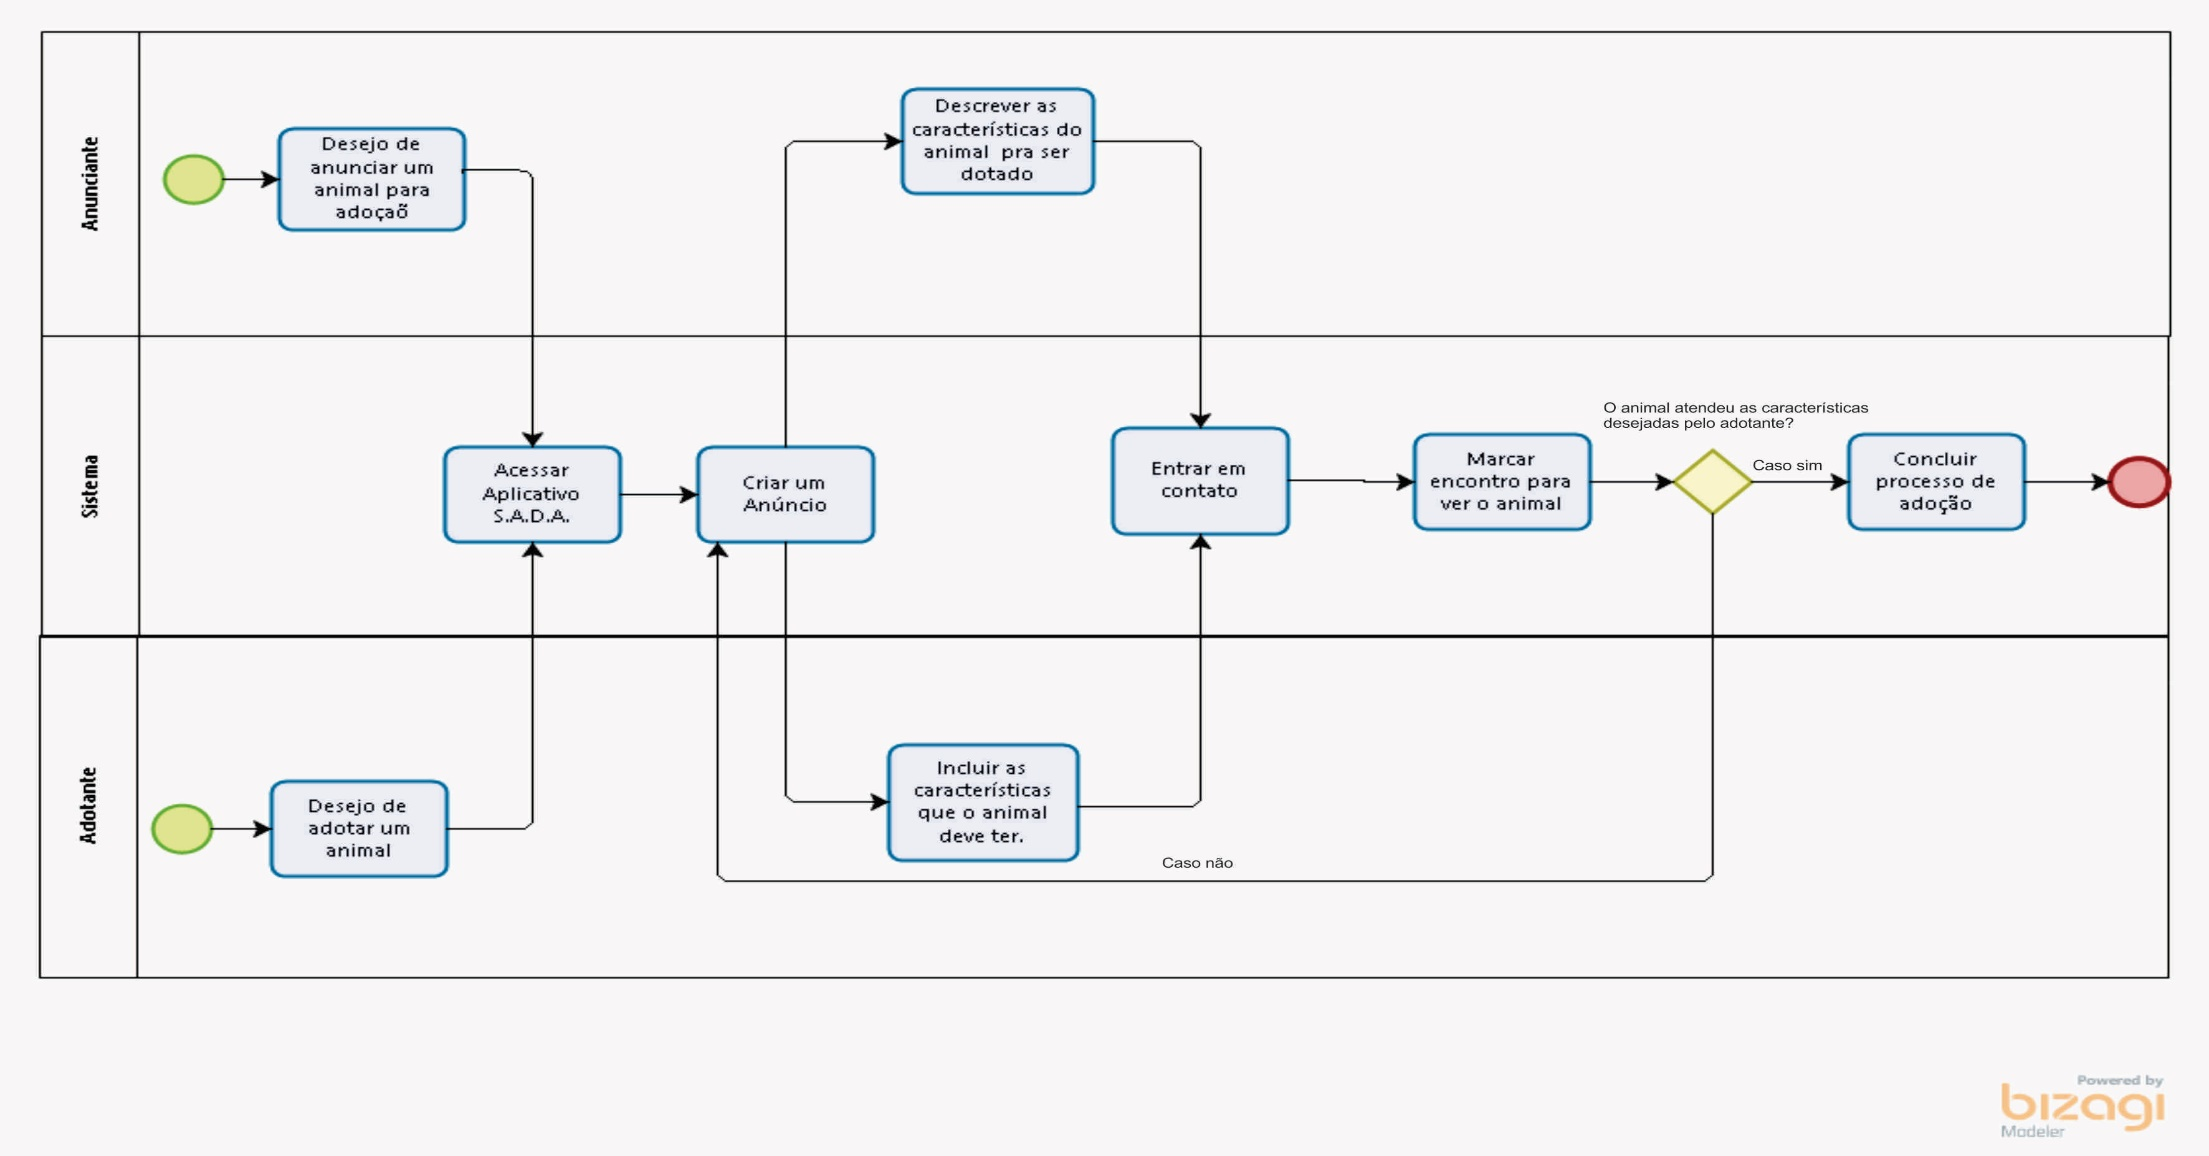 Anunciante
Desejo de
anunciar um
animal para
adoçaõ
Descrever as
características do
animal pra ser
dotado
Sistema
Acessar
Aplicativo
S.A.D.A.
Criar um
Anúncio
Entrar em
contato
Marcar
encontro para
ver o animal
O animal atendeu as características
desejadas pelo adotante?
Caso sim
Concluir
processo de
adoção
Adotante
Desejo de
adotar um
animal
Incluir as
características
que o animal
deve ter.
Caso não
Powered by
bizagi
Modeler